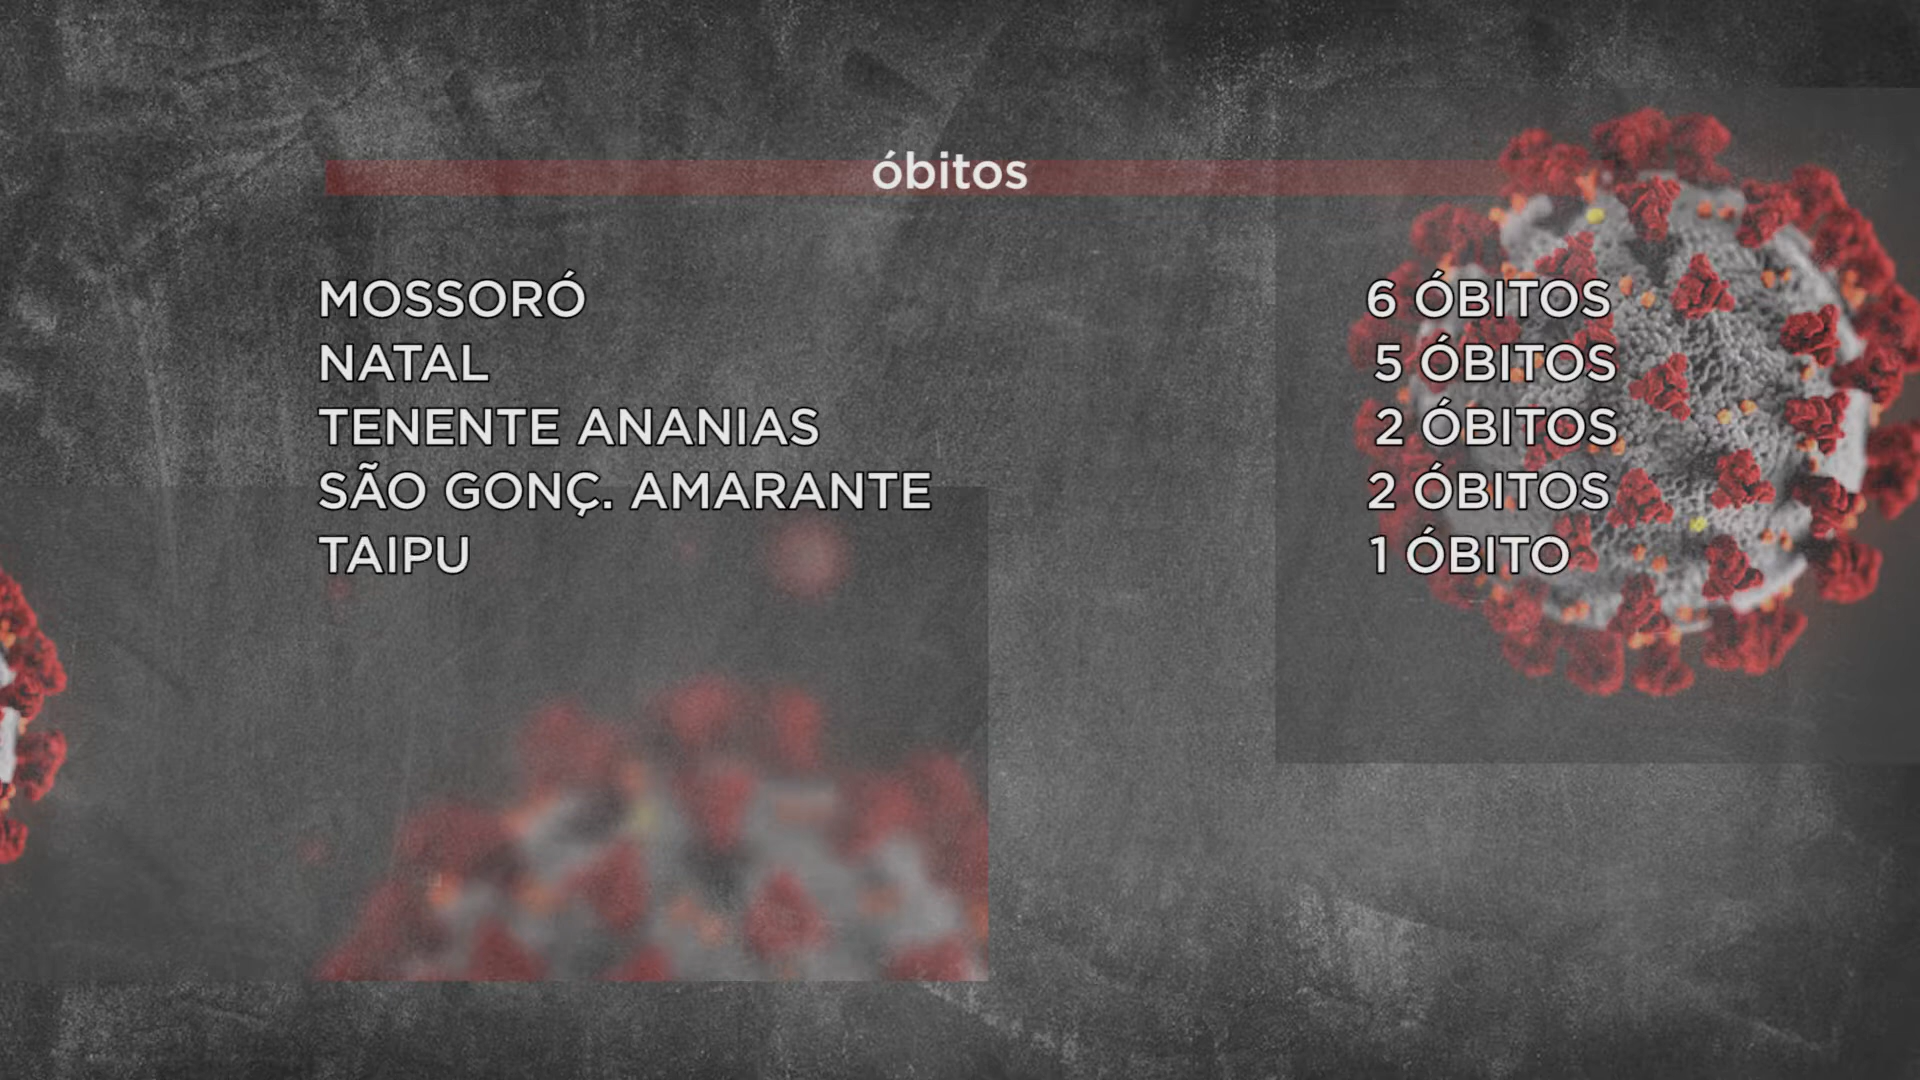 óbitos
MOSSORÓ 6 ÓBITOS
NATAL 5 ÓBITOS
TENENTE ANANIAS 2 ÓBITOS
SÃO GONÇ. AMARANTE 2 ÓBITOS
TAIPU 1 ÓBITO